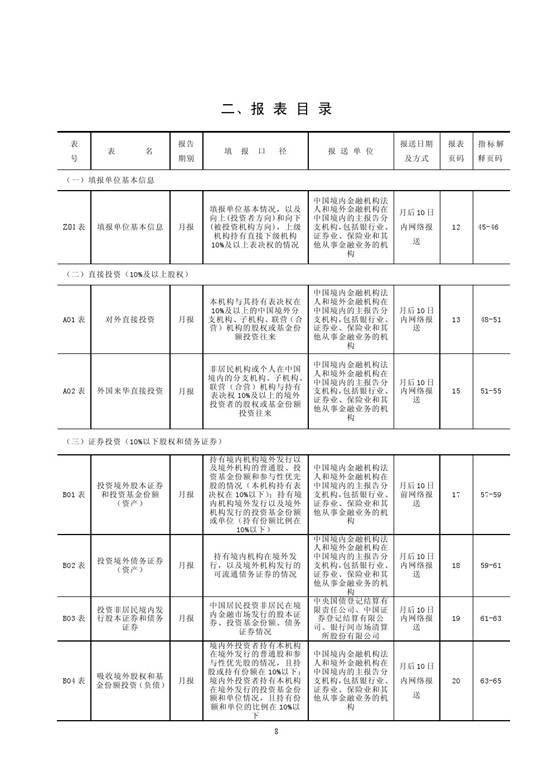 二、报 表 目 录
表 号
表 名
报告 期别
填 报 口 径
报 送 单 位
报送日期 及方式
报表 页码
指标解 释页码
（一）填报单位基本信息
Z01 表
填报单位基本信息
月报
填报单位基本情况，以及
向上(投资者方向)和向下
(被投资机构方向)，上级
机构持有直接下级机构
10%及以上表决权的情况
中国境内金融机构法
人和境外金融机构在
中国境内的主报告分
支机构,包括银行业、
证券业、保险业和其
他从事金融业务的机
构
月后 10 日
内网络报
送
12
45-46
（二）直接投资（10%及以上股权）
A01 表
对外直接投资
月报
本机构与其持有表决权在
10%及以上的中国境外分
支机构、子机构、联营(合
营）机构的股权或基金份
额投资往来
中国境内金融机构法
人和境外金融机构在
中国境内的主报告分
支机构,包括银行业、
证券业、保险业和其
他从事金融业务的机
构
月后 10 日
内网络报
送
13
48-51
A02 表
外国来华直接投资
月报
非居民机构或个人在中国
境内的分支机构、子机构、
联营（合营）机构与持有
表决权 10%及以上的境外
投资者的股权或基金份额
投资往来
中国境内金融机构法
人和境外金融机构在
中国境内的主报告分
支机构,包括银行业、
证券业、保险业和其
他从事金融业务的机
构
月后 10 日
内网络报
送
15
51-55
（三）证券投资（10%以下股权和债务证券）
B01 表
投资境外股本证券
和投资基金份额
（资产）
月报
持有境内机构境外发行以
及境外机构的普通股、投
资基金份额和参与性优先
股的情况（本机构持有表
决权在 10%以下)；持有境
内机构境外发行以及境外
机构发行的投资基金份额
或单位（持有份额比例在
10%以下）
中国境内金融机构法
人和境外金融机构在
中国境内的主报告分
支机构,包括银行业、
证券业、保险业和其
他从事金融业务的机
构
月后 10 日
前网络报
送
17
57-59
B02 表
投资境外债务证券
（资产）
月报
持有境内机构在境外发
行，以及境外机构发行的
可流通债务证券的情况
中国境内金融机构法
人和境外金融机构在
中国境内的主报告分
支机构,包括银行业、
证券业、保险业和其
他从事金融业务的机
构
月后 10 日
内网络报
送
18
59-61
B03 表
投资非居民境内发
行股本证券和债务
证券
月报
中国居民投资非居民在境
内金融市场发行的股本证
券、投资基金份额、债务
证券情况
中央国债登记结算有
限责任公司、中国证
券登记结算有限公
司、银行间市场清算
所股份有限公司
月后 10 日
内网络报
送
19
61-63
B04 表
吸收境外股权和基
金份额投资(负债)
月报
境内外投资者持有本机构
在境外发行的普通股和参
与性优先股的情况，且持
股或持有份额在 10%以下；
境内外投资者持有本机构
在境外发行的投资基金份
额和单位情况，且持有份
额和单位的比例在 10%以
下
中国境内金融机构法
人和境外金融机构在
中国境内的主报告分
支机构,包括银行业、
证券业、保险业和其
他从事金融业务的机
构
月后 10 日
内网络报
送
20
63-65
8